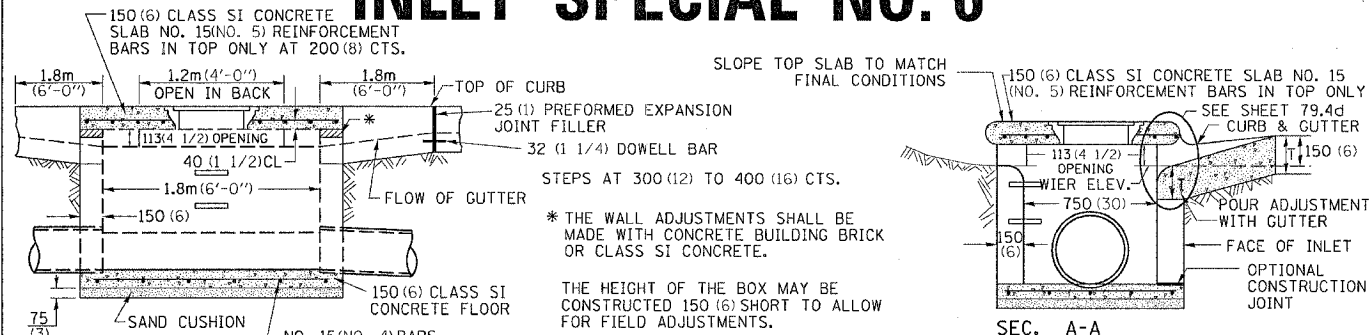 INLET SPECIAL NO. 6
150 (6) CLASS SI CONCRETE
SLAB NO. 15(NO. 5) REINFORCEMENT
BARS IN TOP ONLY AT 200 (8) CTS.
1.8m
(6'-0")
1.2m (4'-0")
OPEN IN BACK
1.8m
(6'-0")
TOP OF CURB
25 (1) PREFORMED EXPANSION
JOINT FILLER
*
113(4 1/2) OPENING
32 (1 1/4) DOWELL BAR
40 (1 1/2)CL
1.8m(6'-0")
FLOW OF GUTTER
150 (6)
150 (6) CLASS SI
CONCRETE FLOOR
75
(3)
SAND CUSHION
STEPS AT 300 (12) TO 400 (16) CTS.
* THE WALL ADJUSTMENTS SHALL BE
MADE WITH CONCRETE BUILDING BRICK
OR CLASS SI CONCRETE.
THE HEIGHT OF THE BOX MAY BE
CONSTRUCTED 150 (6) SHORT TO ALLOW
FOR FIELD ADJUSTMENTS.
SLOPE TOP SLAB TO MATCH
FINAL CONDITIONS
150 (6) CLASS SI CONCRETE SLAB NO. 15
(NO. 5) REINFORCEMENT BARS IN TOP ONLY
SEE SHEET 79.4d
CURB & GUTTER
113 (4 1/2)
OPENING
T
150 (6)
WIER ELEV.
T
750 (30)
POUR ADJUSTMENT
WITH GUTTER
150
(6)
FACE OF INLET
OPTIONAL
CONSTRUCTION
JOINT
SEC. A-A